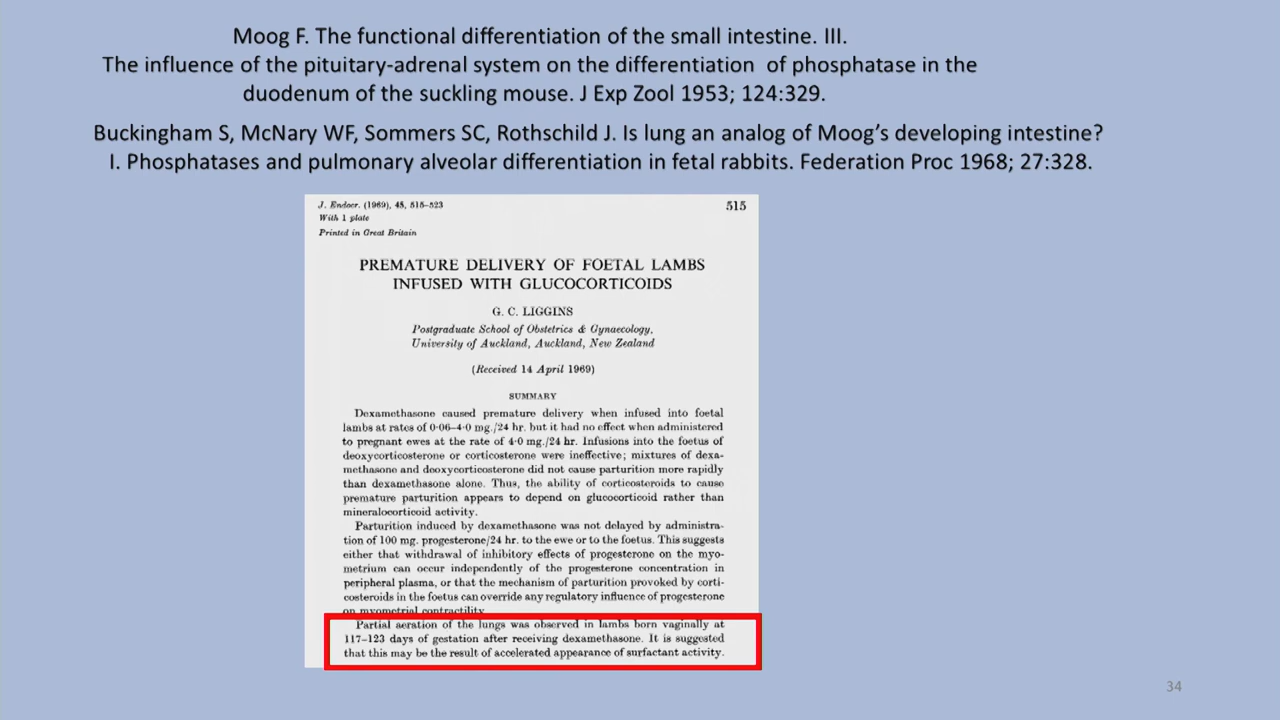 Moog F. The functional differentiation of the small intestine. III.
The influence of the pituitary-adrenal system on the differentiation of phosphatase in the
duodenum of the suckling mouse. J Exp Zool 1953; 124:329.
Buckingham S, McNary WF, Sommers SC, Rothschild J. Is lung an analog of Moog's developing intestine?
I. Phosphatases and pulmonary alveolar differentiation in fetal rabbits. Federation Proc 1968; 27:328.
J. Endocr. (1969), 45, 515–523
515
With 1 plate
Printed in Great Britain
PREMATURE DELIVERY OF FOETAL LAMBS
INFUSED WITH GLUCOCORTICOIDS
G. C. LIGGINS
Postgraduate School of Obstetrics & Gynaecology,
University of Auckland, Auckland, New Zealand
(Received 14 April 1969)
SUMMARY
Dexamethasone caused premature delivery when infused into foetal
lambs at rates of 0·06–4·0 mg./24 hr. but it had no effect when administered
to pregnant ewes at the rate of 4·0 mg./24 hr. Infusions into the foetus of
deoxycorticosterone or corticosterone were ineffective; mixtures of dexa-
methasone and deoxycorticosterone did not cause parturition more rapidly
than dexamethasone alone. Thus, the ability of corticosteroids to cause
premature parturition appears to depend on glucocorticoid rather than
mineralocorticoid activity.
Parturition induced by dexamethasone was not delayed by administra-
tion of 100 mg. progesterone/24 hr. to the ewe or to the foetus. This suggests
either that withdrawal of inhibitory effects of progesterone on the myo-
metrium can occur independently of the progesterone concentration in
peripheral plasma, or that the mechanism of parturition provoked by corti-
costeroids in the foetus can override any regulatory influence of progesterone
on myometrial contractility.
Partial aeration of the lungs was observed in lambs born vaginally at
117–123 days of gestation after receiving dexamethasone. It is suggested
that this may be the result of accelerated appearance of surfactant activity.
34